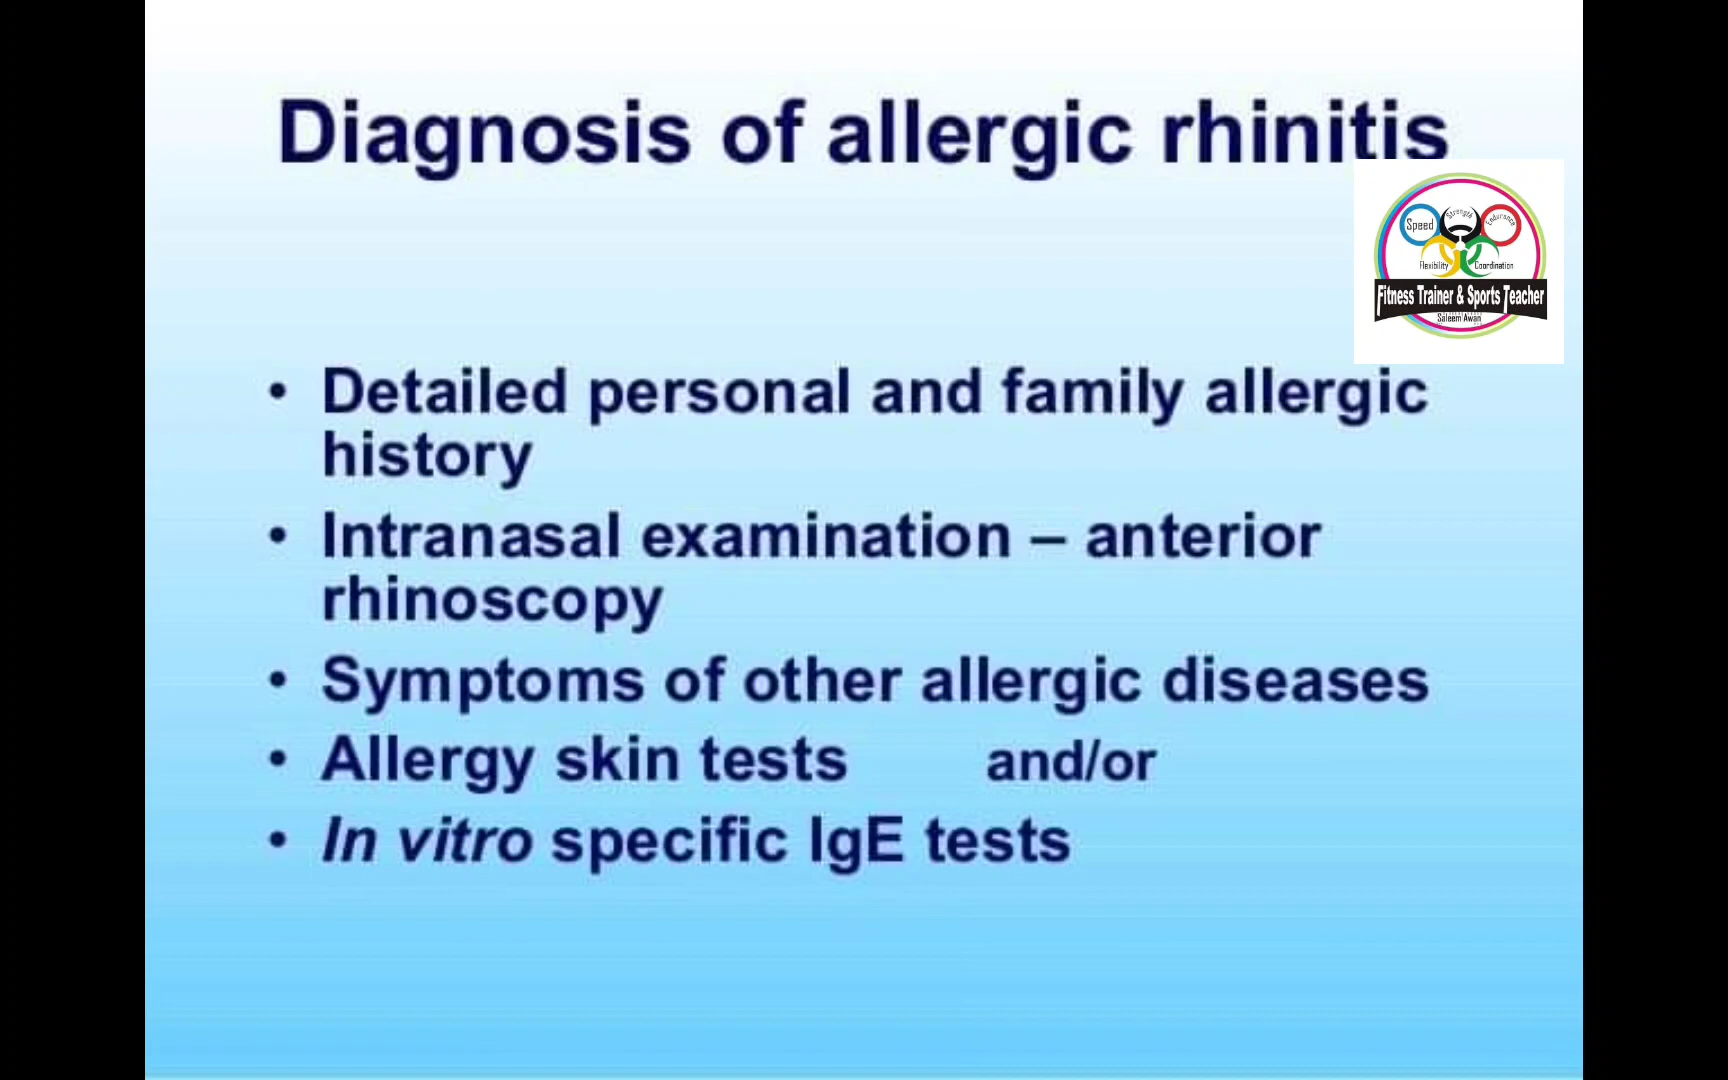 Diagnosis of allergic rhinitis
Speed
Strength
Endurance
Flexibility
Coordination
Fitness Trainer & Sports Teacher
Saleem Awan
• Detailed personal and family allergic
history
• Intranasal examination – anterior
rhinoscopy
• Symptoms of other allergic diseases
• Allergy skin tests and/or
• In vitro specific IgE tests